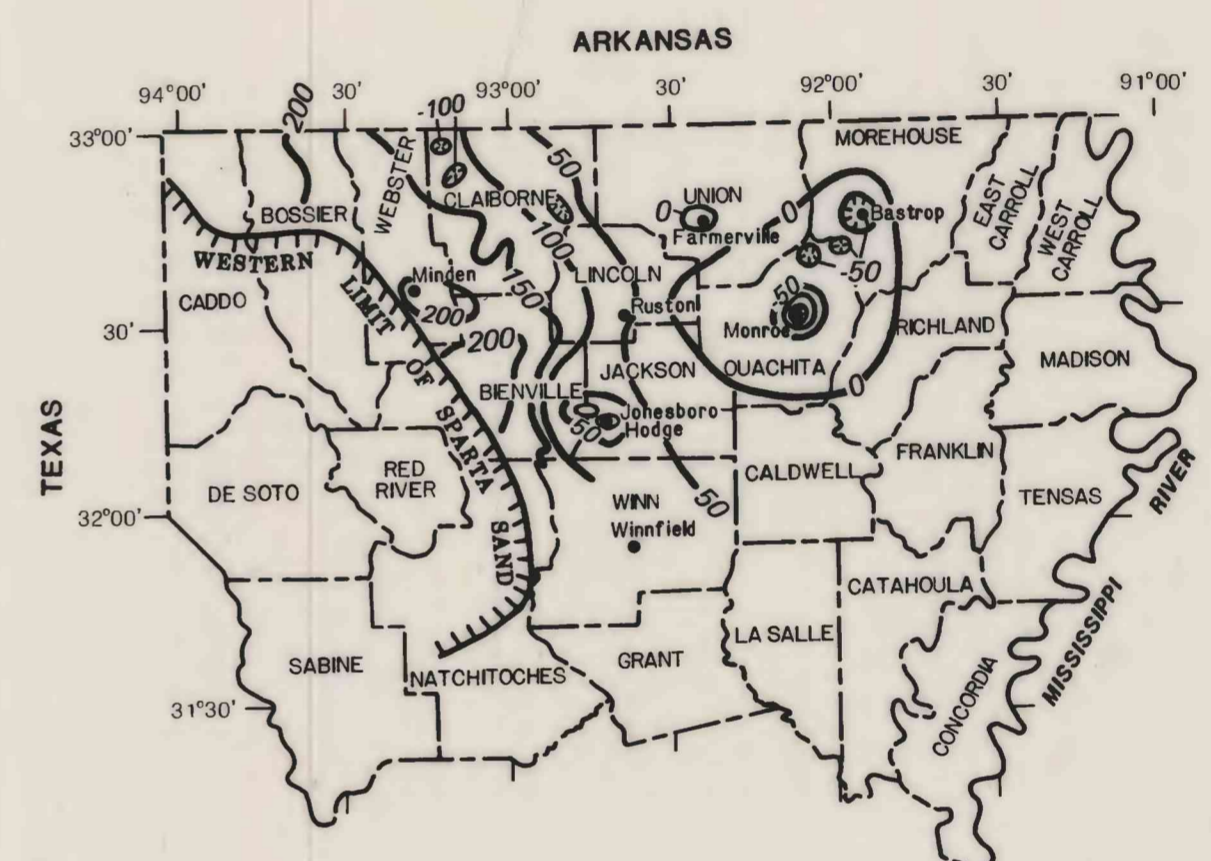 ARKANSAS
94°00'
30'
93°00'
30'
92°00'
30'
91°00'
200
-100
33°00'
MOREHOUSE
50
WEBSTER
CLAIBORNE
UNION
EAST
CARROLL
WEST
CARROLL
BOSSIER
0
Farmerville
0
Bastrop
WESTERN
100
-50
Minden
LINCOLN
CADDO
LIMIT
150
50
200
Ruston
Monroe
RICHLAND
30'
200
OF
JACKSON
OUACHITA
MADISON
BIENVILLE
0
0
Jonesboro
50
Hodge
TEXAS
SPARTA
RED
RIVER
CALDWELL
FRANKLIN
DE SOTO
50
TENSAS
RIVER
WINN
Winnfield
32°00'
SAND
CATAHOULA
SABINE
NATCHITOCHES
GRANT
LA SALLE
MISSISSIPPI
CONCORDIA
31°30'